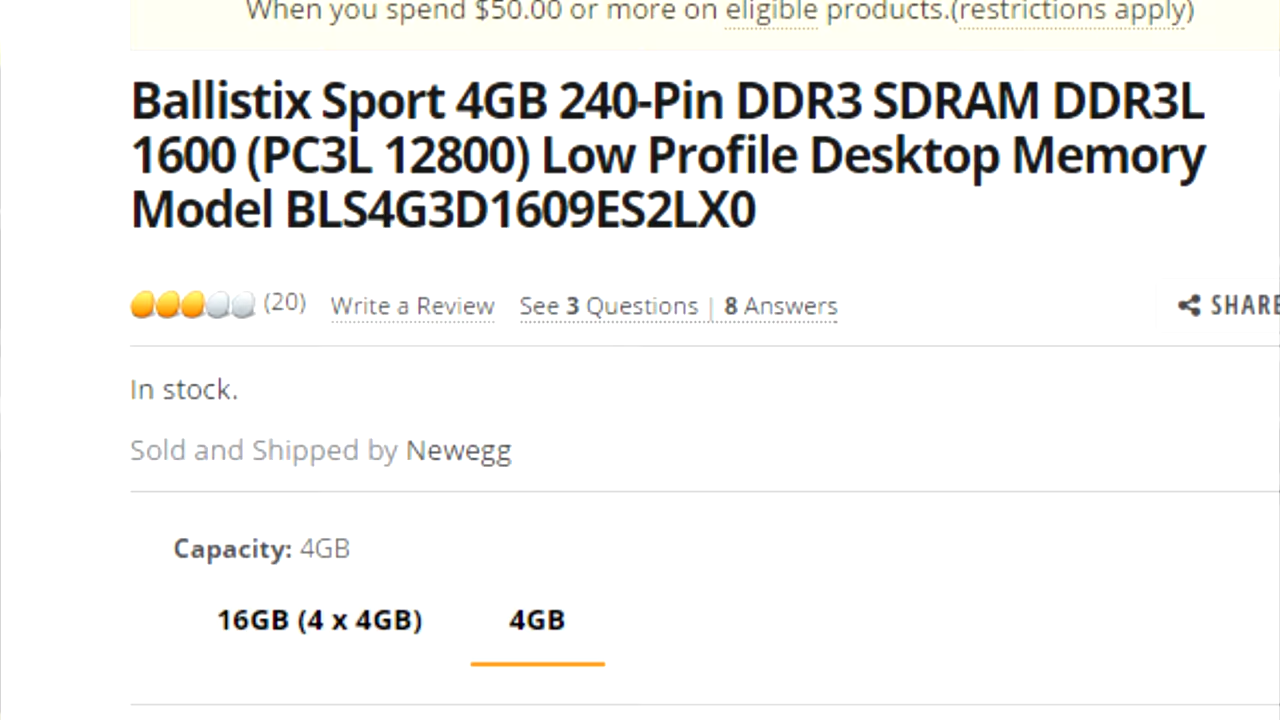 When you spend $50.00 or more on eligible products.(restrictions apply)
Ballistix Sport 4GB 240-Pin DDR3 SDRAM DDR3L
1600 (PC3L 12800) Low Profile Desktop Memory
Model BLS4G3D1609ES2LX0
(20) Write a Review See 3 Questions | 8 Answers SHARE
In stock.
Sold and Shipped by Newegg
Capacity: 4GB
16GB (4 x 4GB) 4GB